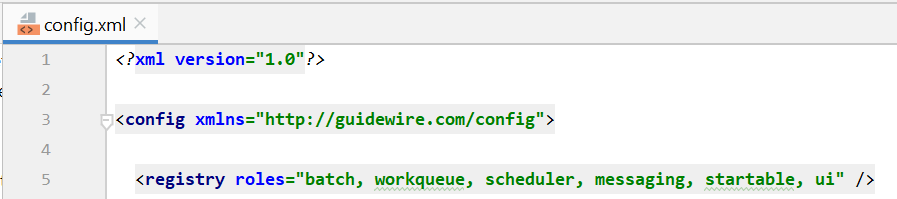 config.xml
1 <?xml version="1.0"?>
2
3 <config xmlns="http://guidewire.com/config">
4
5 <registry roles="batch, workqueue, scheduler, messaging, startable, ui" />